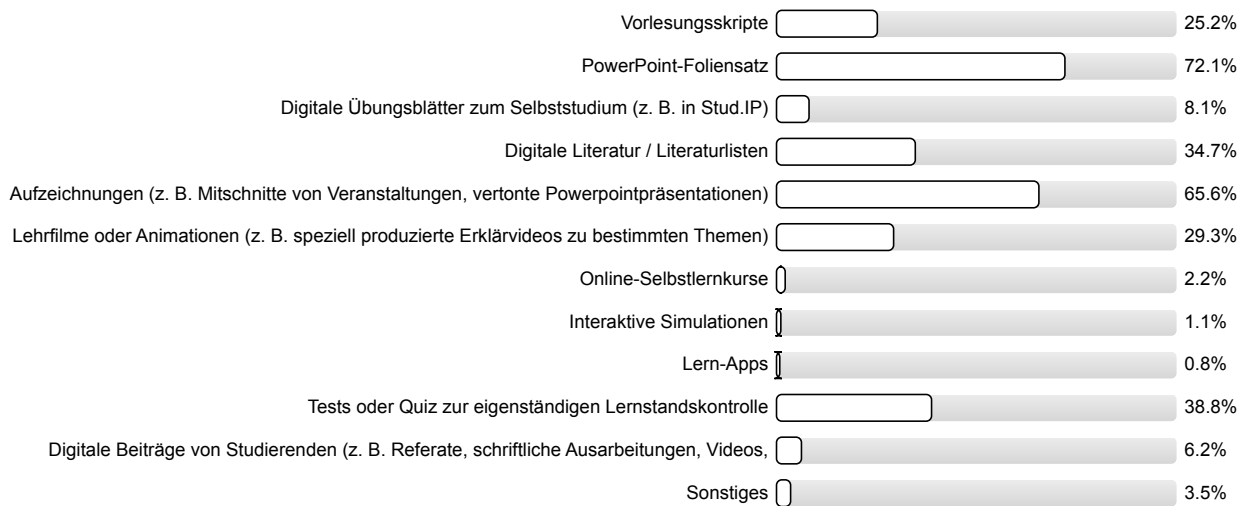 Vorlesungsskripte 25.2%
PowerPoint-Foliensatz 72.1%
Digitale Übungsblätter zum Selbststudium (z. B. in Stud.IP) 8.1%
Digitale Literatur / Literaturlisten 34.7%
Aufzeichnungen (z. B. Mitschnitte von Veranstaltungen, vertonte Powerpointpräsentationen) 65.6%
Lehrfilme oder Animationen (z. B. speziell produzierte Erklärvideos zu bestimmten Themen) 29.3%
Online-Selbstlernkurse 2.2%
Interaktive Simulationen 1.1%
Lern-Apps 0.8%
Tests oder Quiz zur eigenständigen Lernstandskontrolle 38.8%
Digitale Beiträge von Studierenden (z. B. Referate, schriftliche Ausarbeitungen, Videos, 6.2%
Sonstiges 3.5%